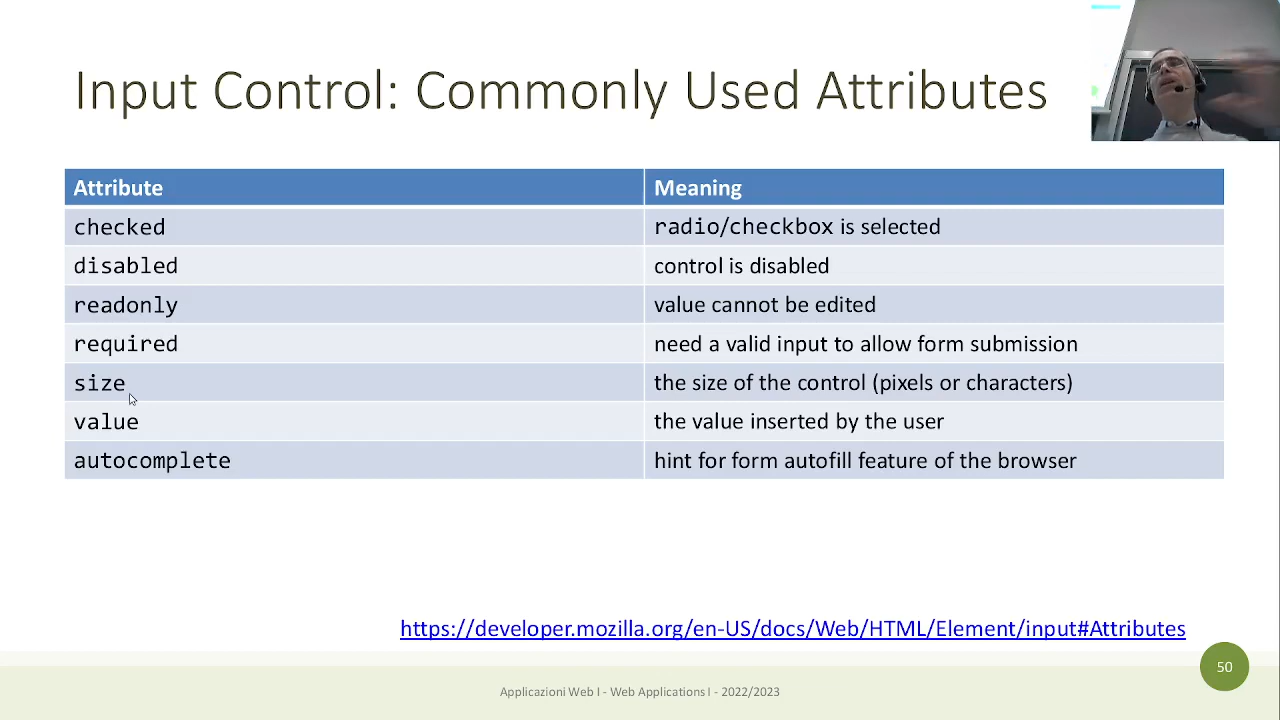 Input Control: Commonly Used Attributes
Attribute Meaning
checked radio/checkbox is selected
disabled control is disabled
readonly value cannot be edited
required need a valid input to allow form submission
size the size of the control (pixels or characters)
value the value inserted by the user
autocomplete hint for form autofill feature of the browser
https://developer.mozilla.org/en-US/docs/Web/HTML/Element/input#Attributes
50
Applicazioni Web I - Web Applications I - 2022/2023